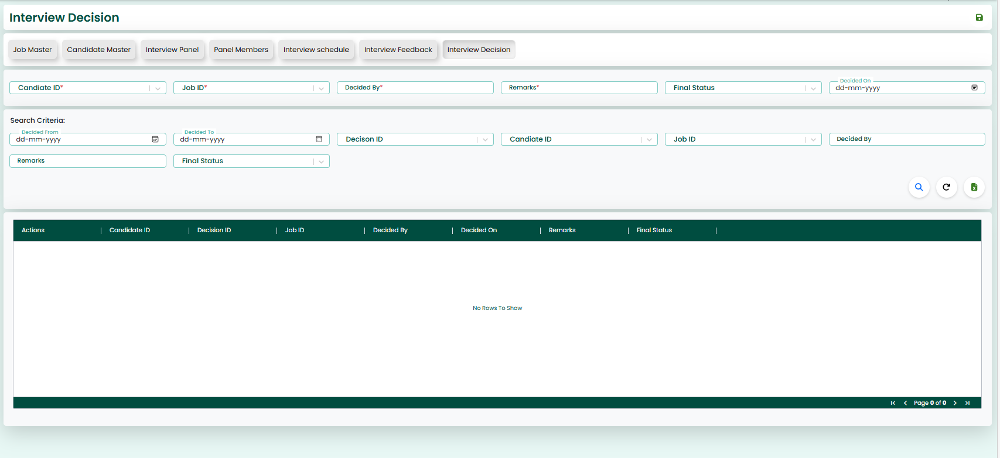 Interview Decision
Job Master Candidate Master Interview Panel Panel Members Interview schedule Interview Feedback Interview Decision
Candiate ID* Job ID* Decided By* Remarks* Final Status Decided On dd-mm-yyyy
Search Criteria:
Decided From dd-mm-yyyy Decided To dd-mm-yyyy Decison ID Candiate ID Job ID Decided By
Remarks Final Status
Actions Candidate ID Decision ID Job ID Decided By Decided On Remarks Final Status
No Rows To Show
Page 0 of 0